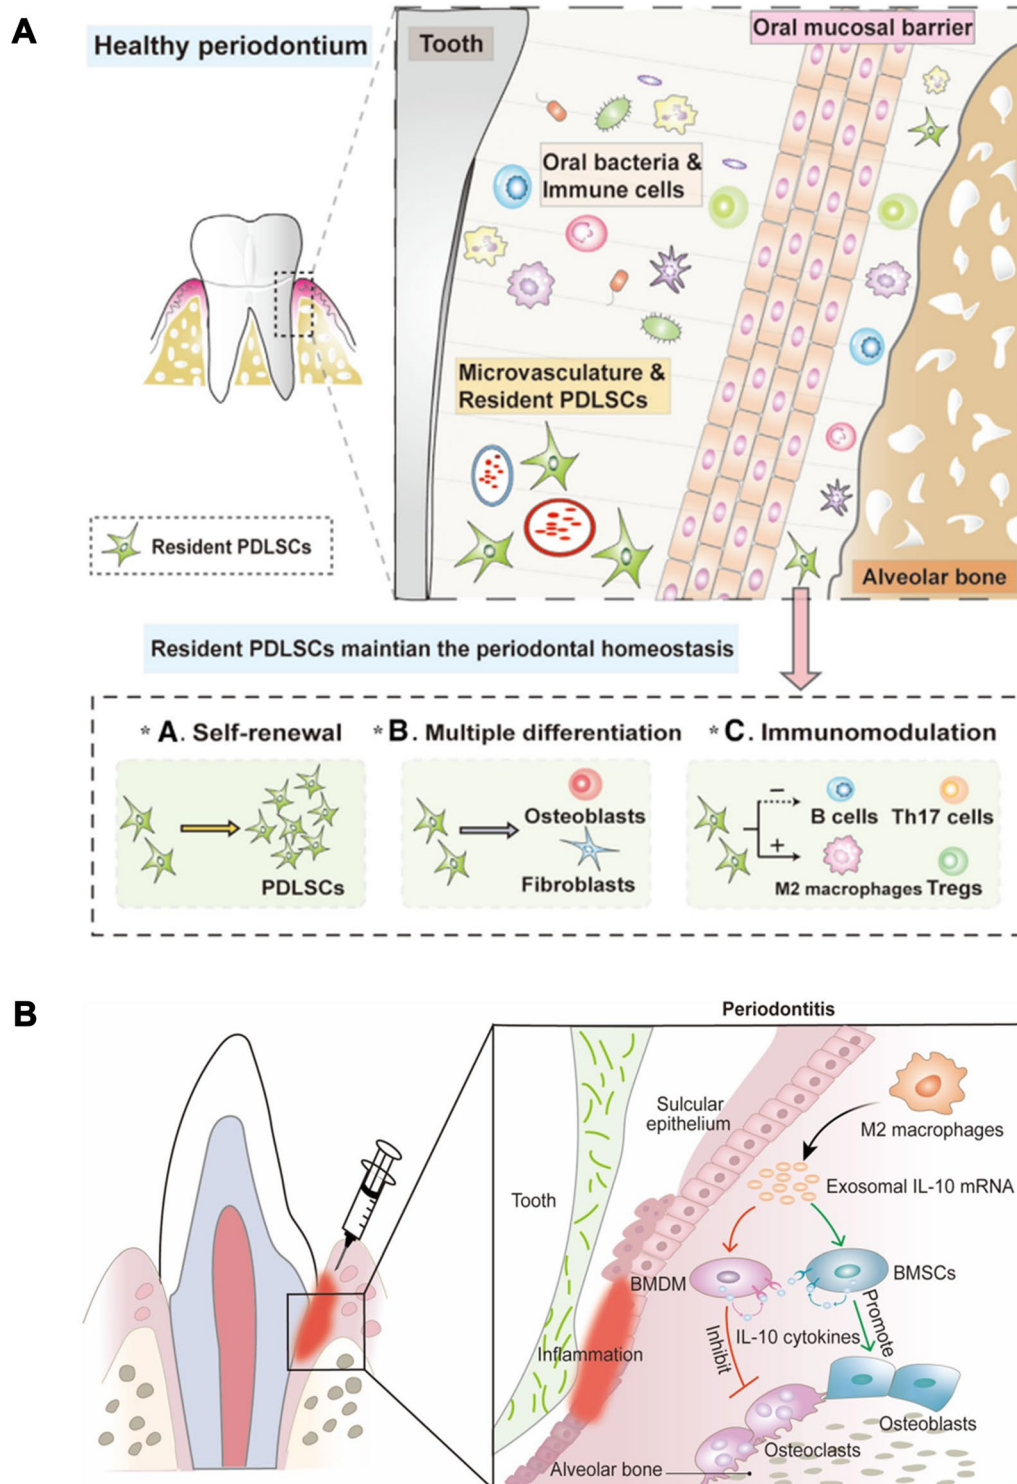 A
Healthy periodontium
Tooth
Oral mucosal barrier
Oral bacteria &
Immune cells
Microvasculature &
Resident PDLSCs
Resident PDLSCs
Alveolar bone
Resident PDLSCs maintian the periodontal homeostasis
* A. Self-renewal
* B. Multiple differentiation
* C. Immunomodulation
PDLSCs
Osteoblasts
Fibroblasts
−
B cells
Th17 cells
+
M2 macrophages
Tregs
B
Periodontitis
Sulcular
epithelium
M2 macrophages
Tooth
Exosomal IL-10 mRNA
BMDM
BMSCs
IL-10 cytokines
Inhibit
Promote
Inflammation
Osteoblasts
Osteoclasts
Alveolar bone